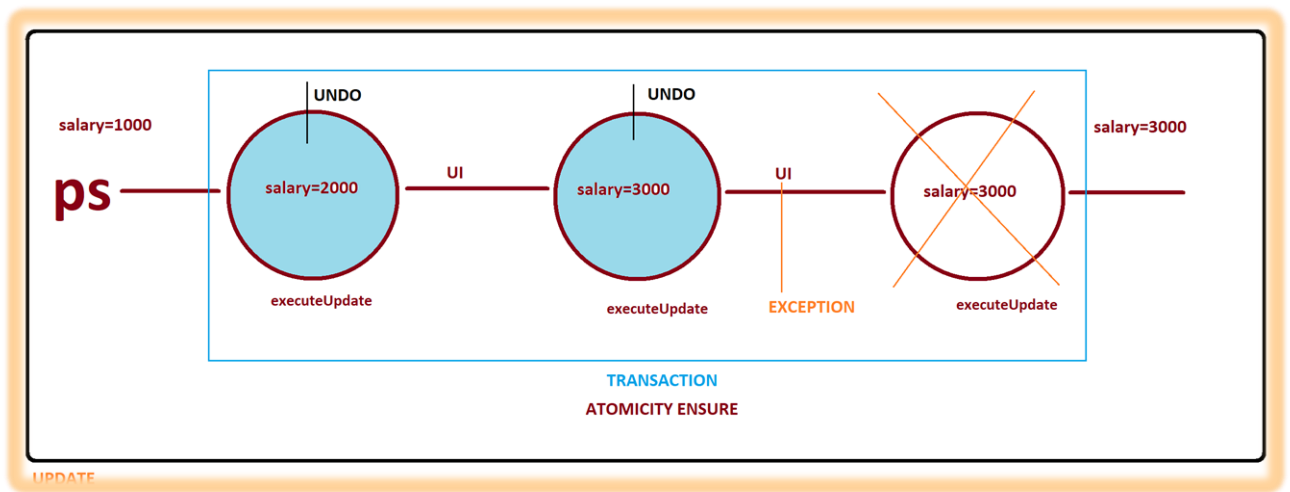 UNDO
UNDO
salary=1000
salary=3000
ps
UI
UI
salary=2000
salary=3000
salary=3000
executeUpdate
executeUpdate
EXCEPTION
executeUpdate
TRANSACTION
ATOMICITY ENSURE
UPDATE